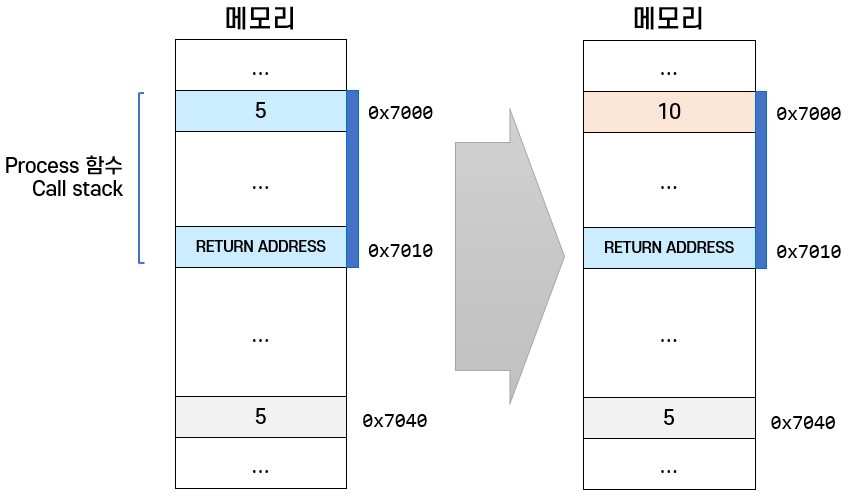 메모리
...
5
0x7000
Process 함수
Call stack
...
RETURN ADDRESS
0x7010
...
5
0x7040
...
메모리
...
10
0x7000
...
RETURN ADDRESS
0x7010
...
5
0x7040
...